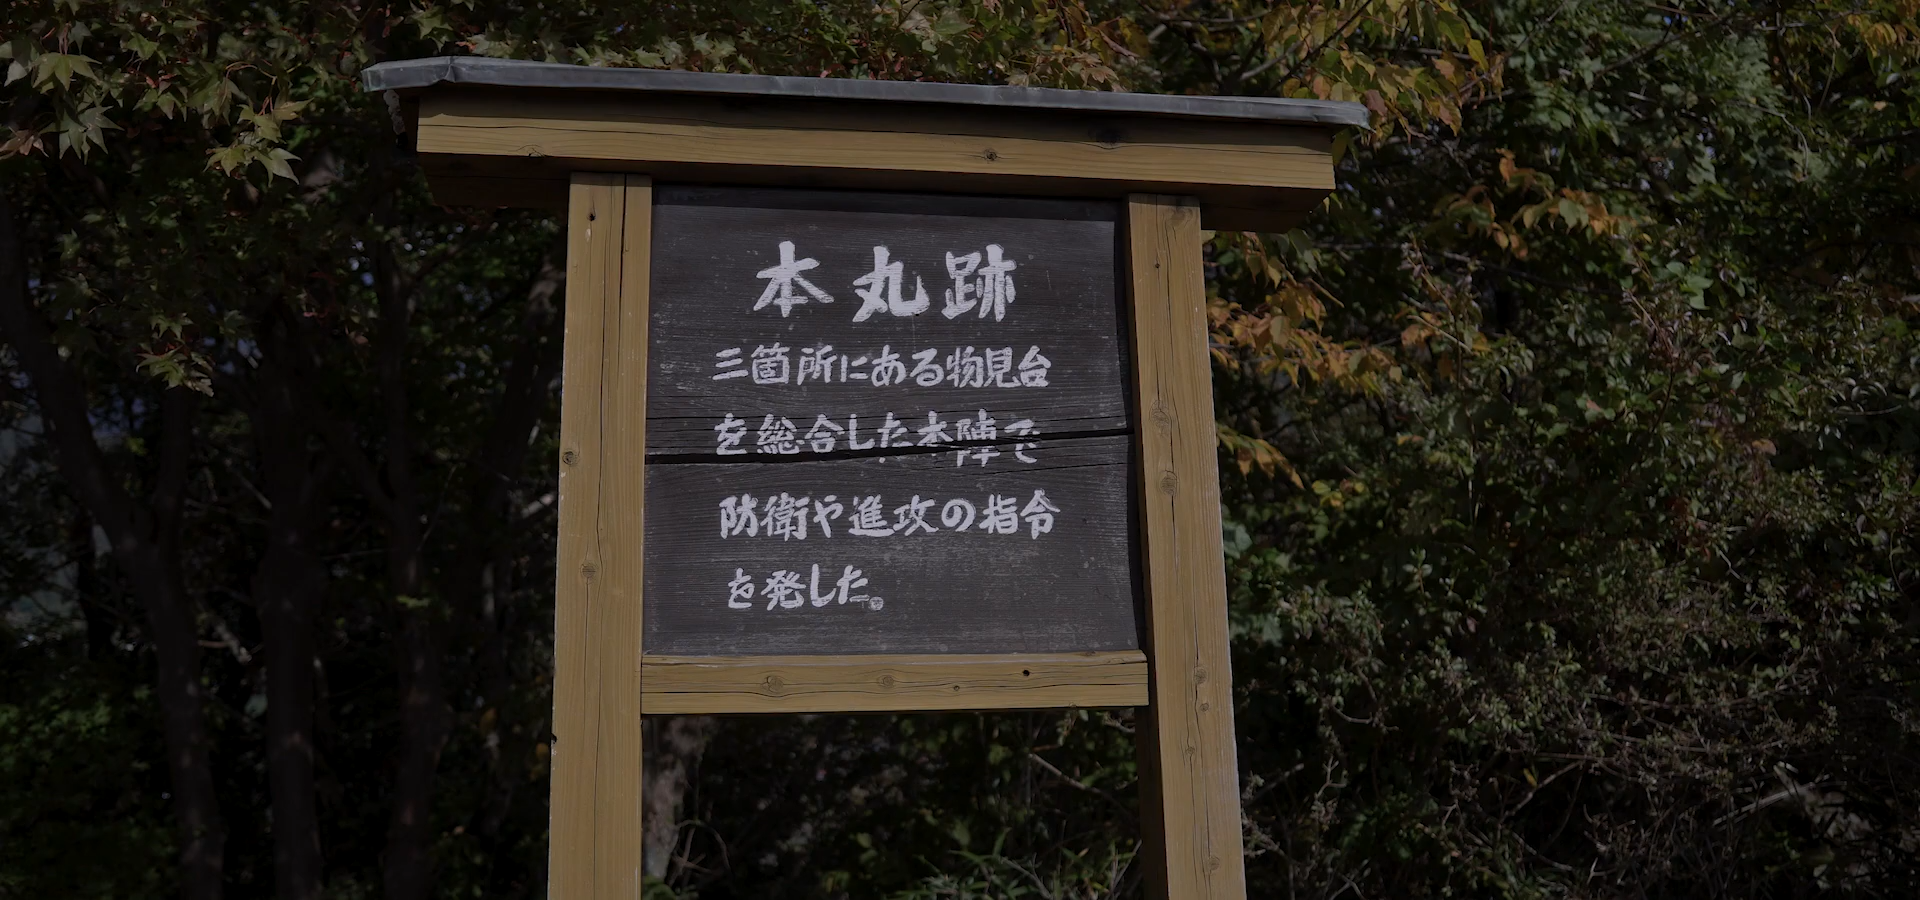 本丸跡
三箇所にある物見台
を総合した本陣で
防衛や進攻の指令
を発した。